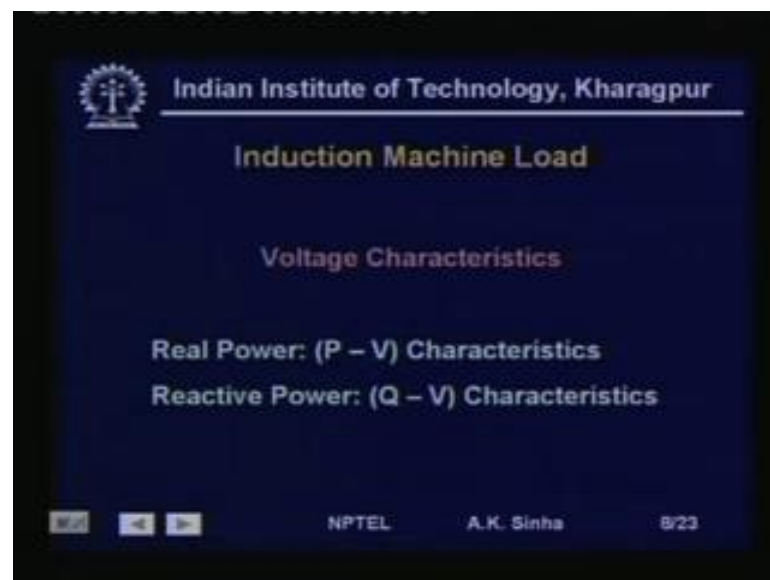 Indian Institute of Technology, Kharagpur
Induction Machine Load
Voltage Characteristics
Real Power: (P – V) Characteristics
Reactive Power: (Q – V) Characteristics
NPTEL A.K. Sinha 8/23